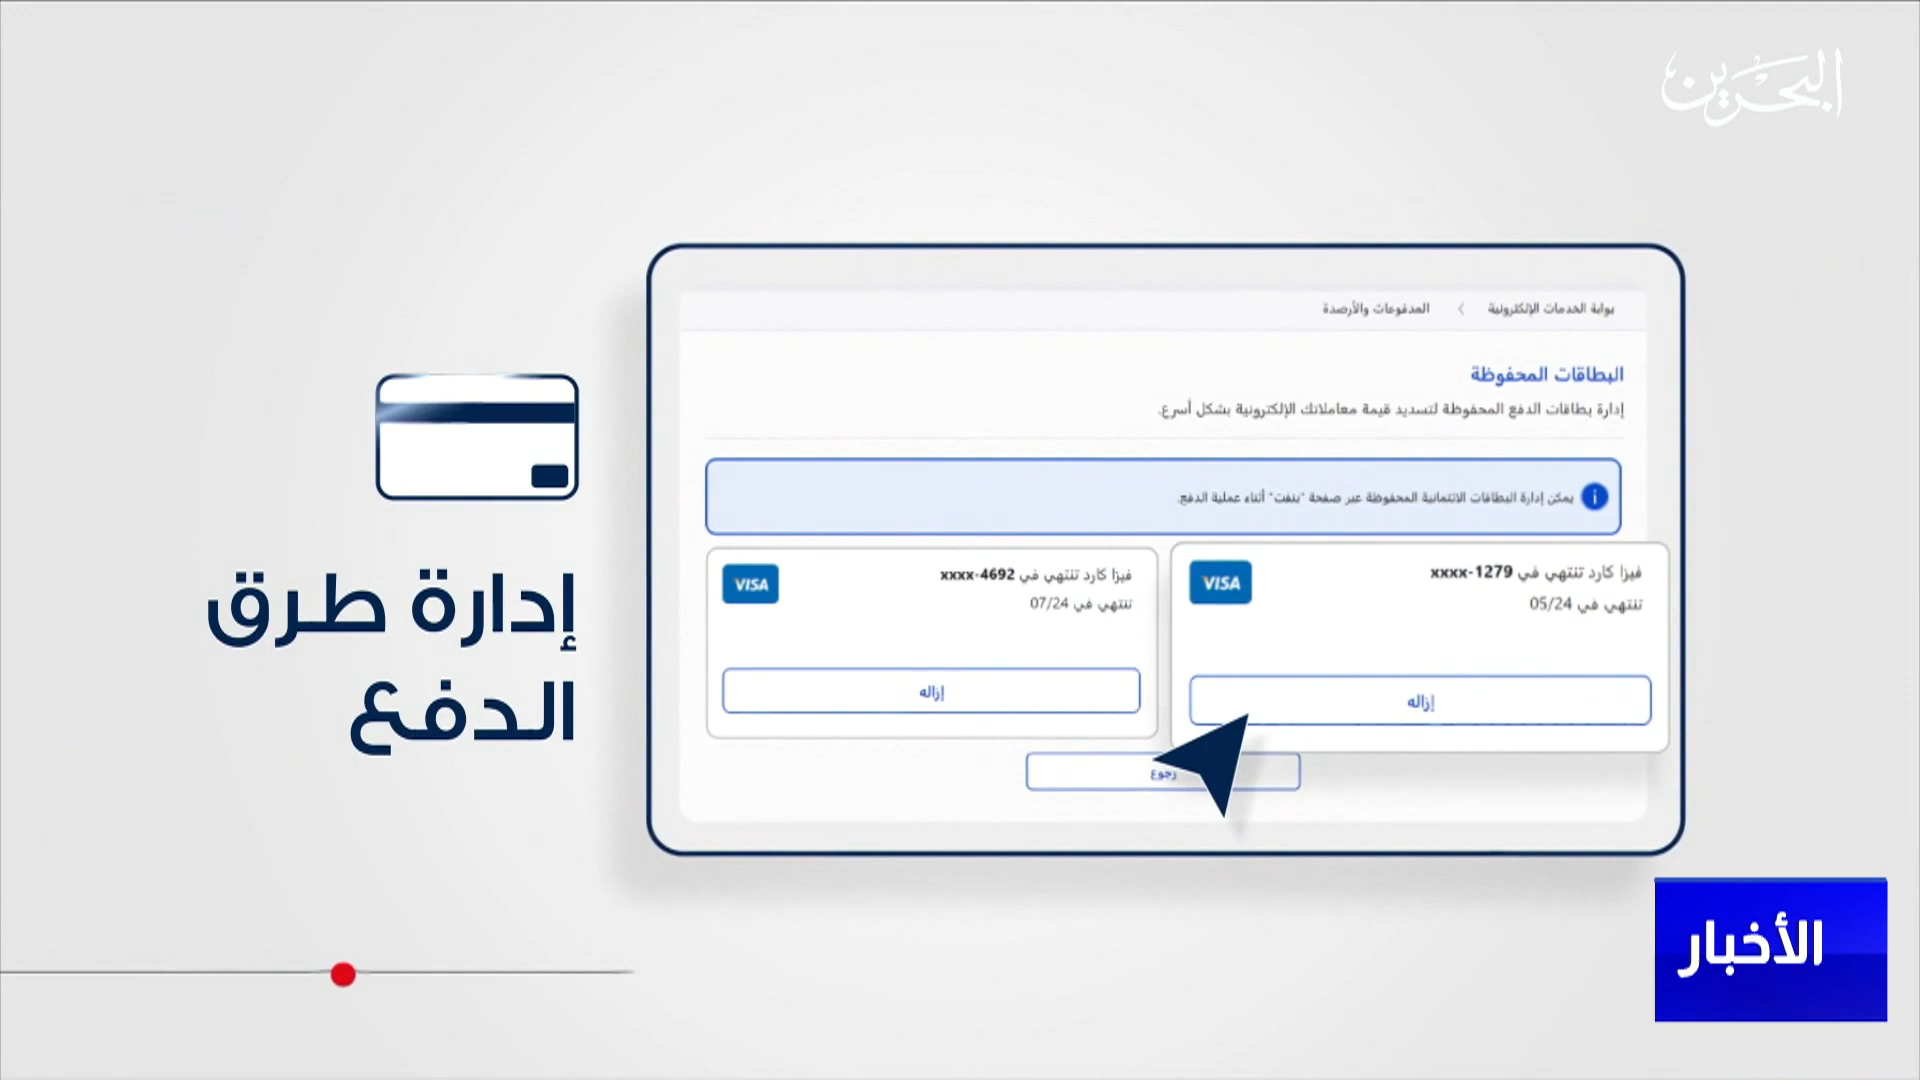 البحرين
بوابة الخدمات الإلكترونية > المدفوعات والأرصدة
البطاقات المحفوظة
إدارة بطاقات الدفع المحفوظة لتسديد قيمة معاملاتك الإلكترونية بشكل أسرع.
يمكن إدارة البطاقات الائتمانية المحفوظة عبر صفحة "بنفت" أثناء عملية الدفع.
فيزا كارد تنتهي في xxxx-1279
تنتهي في 05/24
VISA
إزاله
فيزا كارد تنتهي في xxxx-4692
تنتهي في 07/24
VISA
إزاله
رجوع
إدارة طرق
الدفع
الأخبار